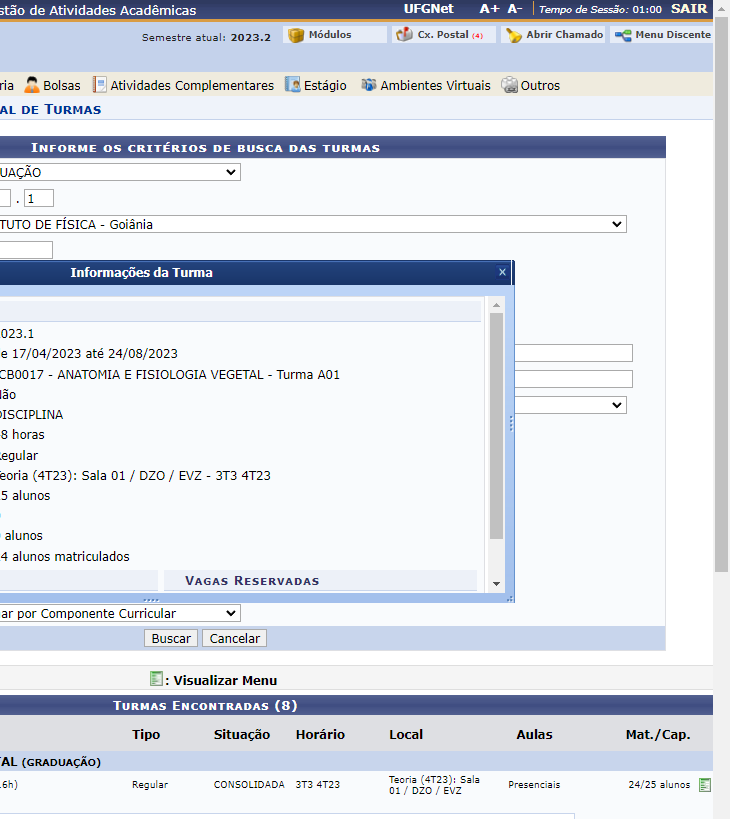 stão de Atividades Acadêmicas UFGNet A+ A- Tempo de Sessão: 01:00 SAIR
Semestre atual: 2023.2 Módulos Cx. Postal (4) Abrir Chamado Menu Discente
ria Bolsas Atividades Complementares Estágio Ambientes Virtuais Outros
AL DE TURMAS
INFORME OS CRITÉRIOS DE BUSCA DAS TURMAS
UAÇÃO
. 1
TUTO DE FÍSICA - Goiânia
Informações da Turma ×
023.1
e 17/04/2023 até 24/08/2023
CB0017 - ANATOMIA E FISIOLOGIA VEGETAL - Turma A01
Não
DISCIPLINA
8 horas
Regular
Teoria (4T23): Sala 01 / DZO / EVZ - 3T3 4T23
5 alunos
alunos
4 alunos matriculados
VAGAS RESERVADAS
ar por Componente Curricular
Buscar Cancelar
: Visualizar Menu
TURMAS ENCONTRADAS (8)
Tipo Situação Horário Local Aulas Mat./Cap.
TAL (GRADUAÇÃO)
16h) Regular CONSOLIDADA 3T3 4T23 Teoria (4T23): Sala 01 / DZO / EVZ Presenciais 24/25 alunos